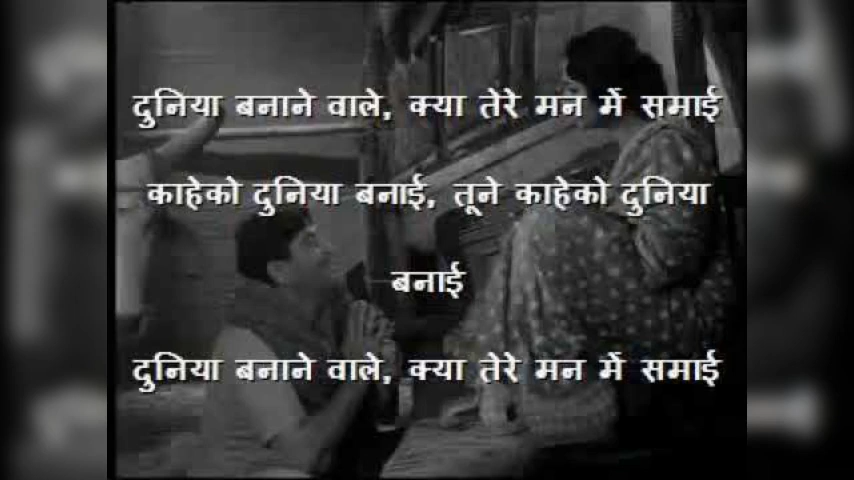 दुनिया बनाने वाले, क्या तेरे मन में समाई
काहेको दुनिया बनाई, तूने काहेको दुनिया
बनाई
दुनिया बनाने वाले, क्या तेरे मन में समाई